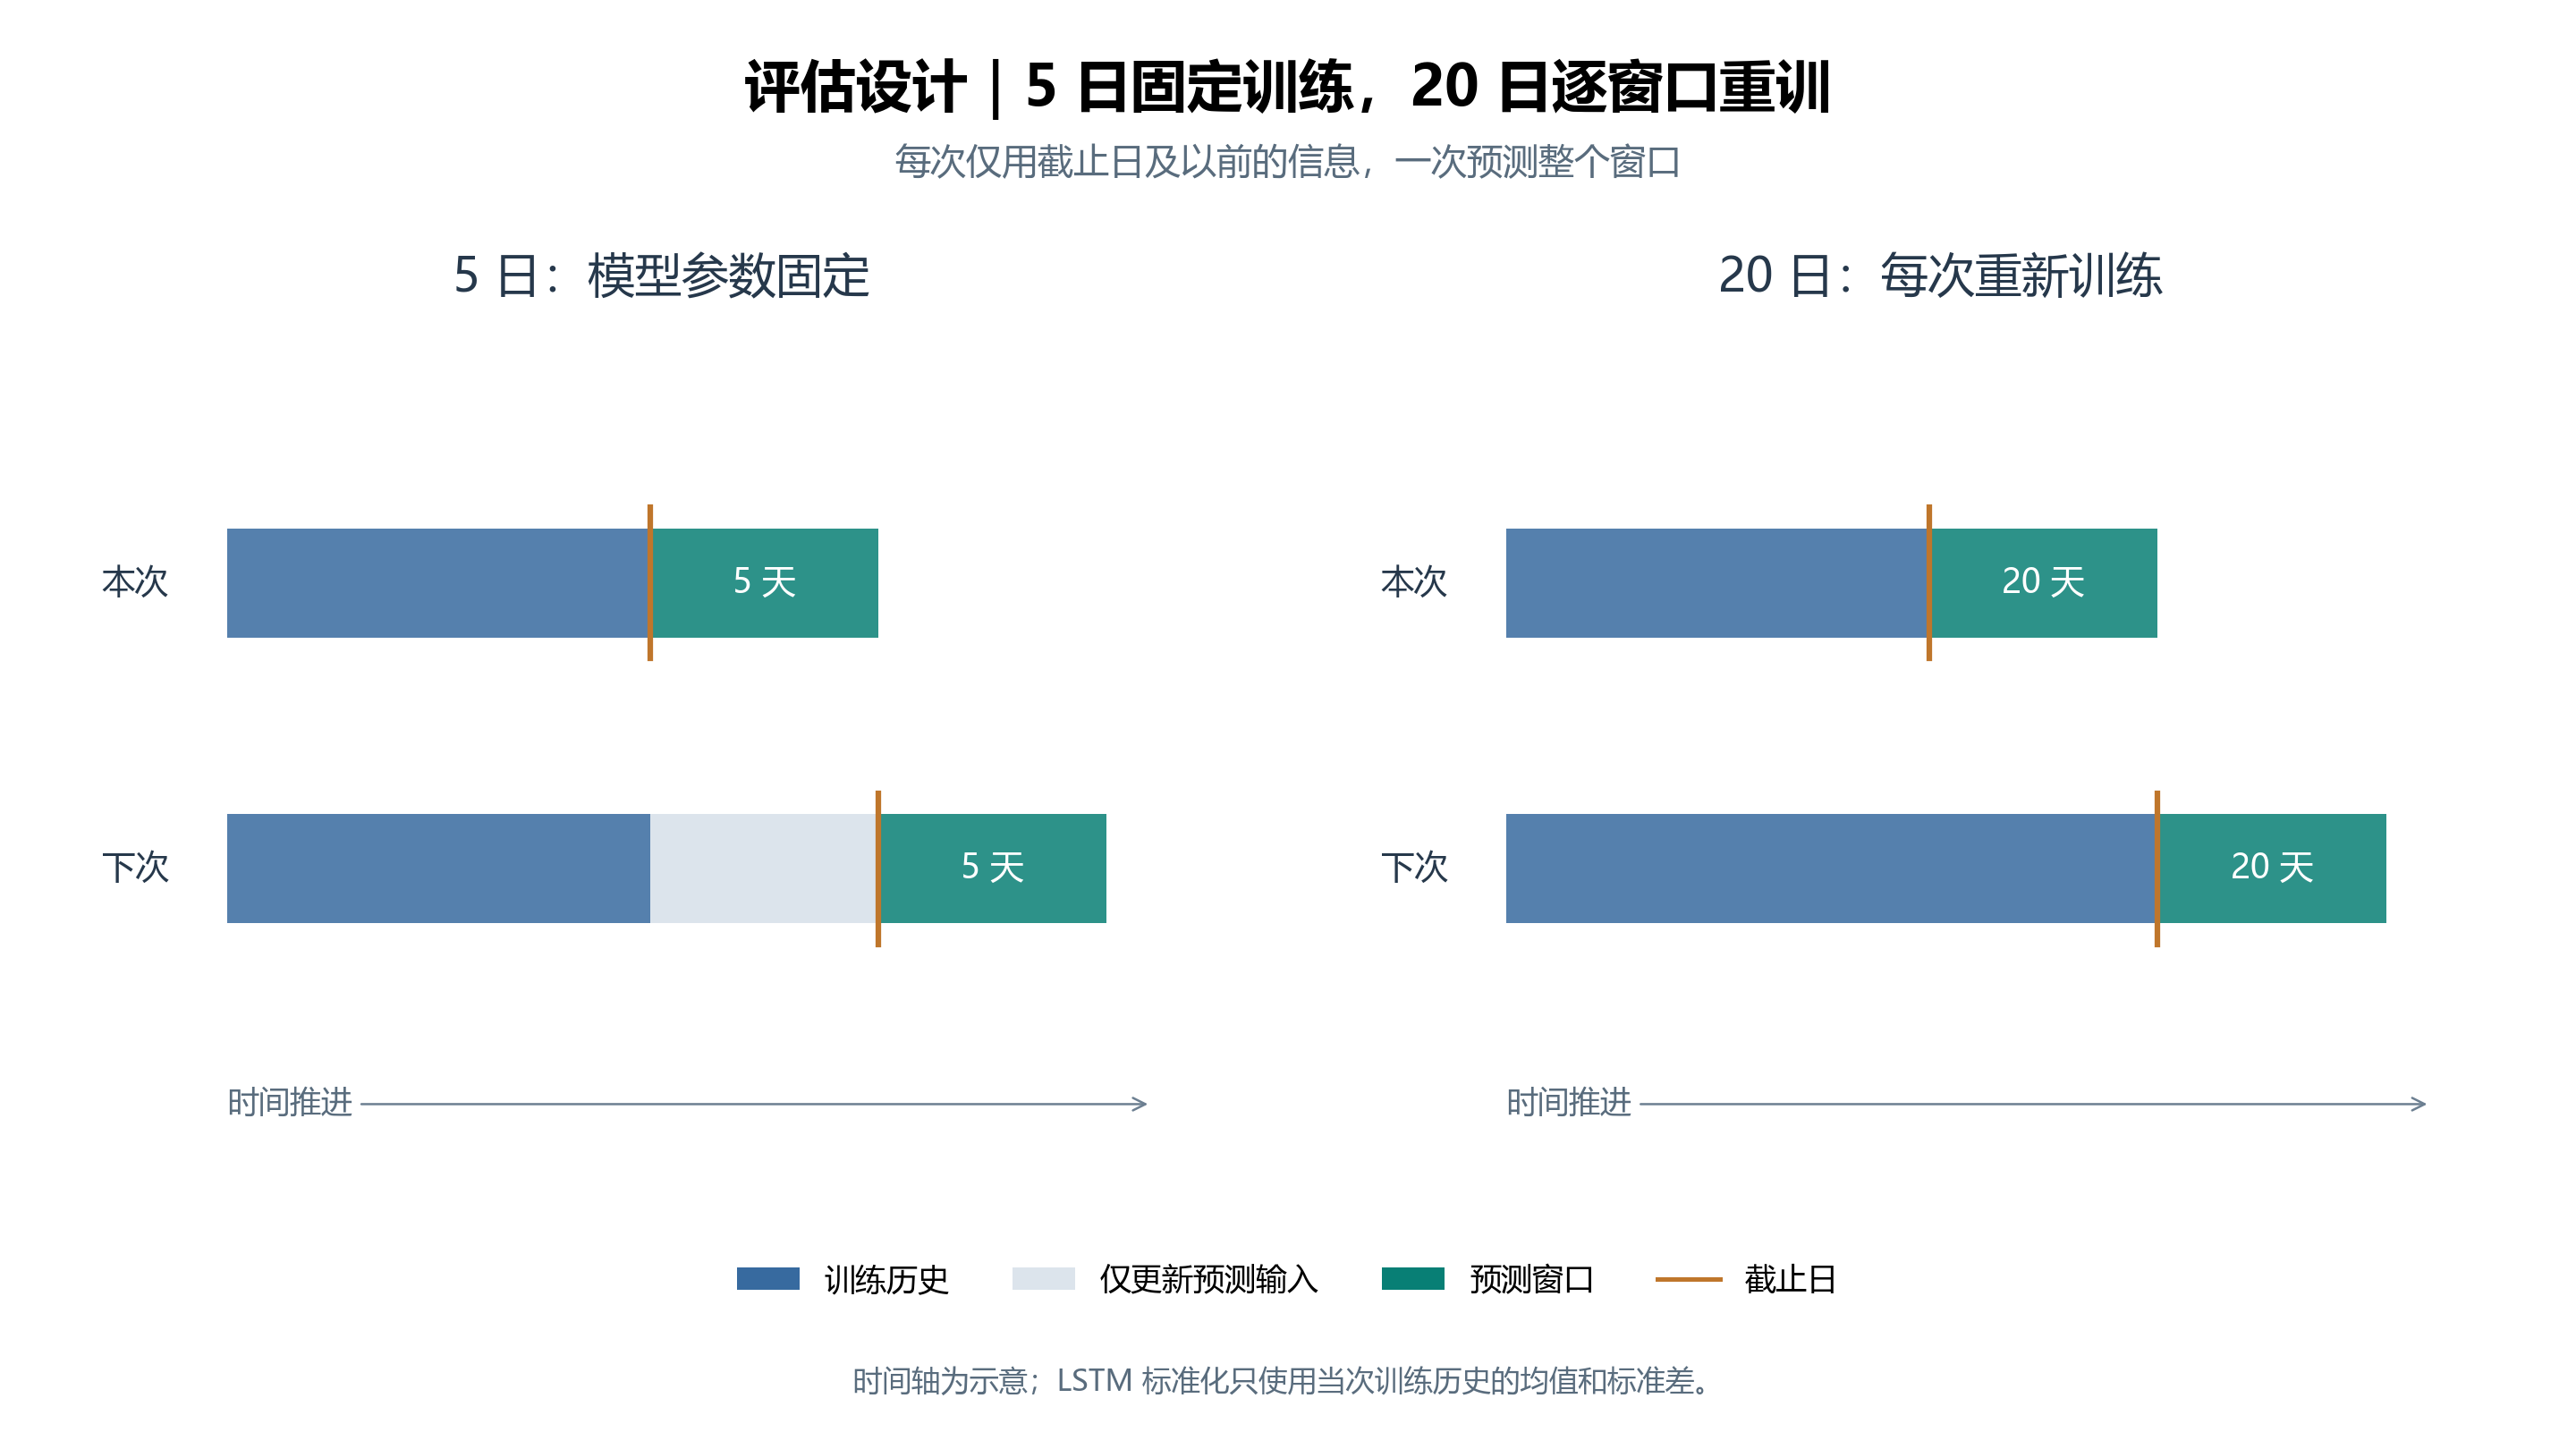 评估设计｜5 日固定训练，20 日逐窗口重训
每次仅用截止日及以前的信息，一次预测整个窗口
5 日：模型参数固定
本次
5 天
下次
5 天
时间推进
20 日：每次重新训练
本次
20 天
下次
20 天
时间推进
训练历史
仅更新预测输入
预测窗口
截止日
时间轴为示意；LSTM 标准化只使用当次训练历史的均值和标准差。